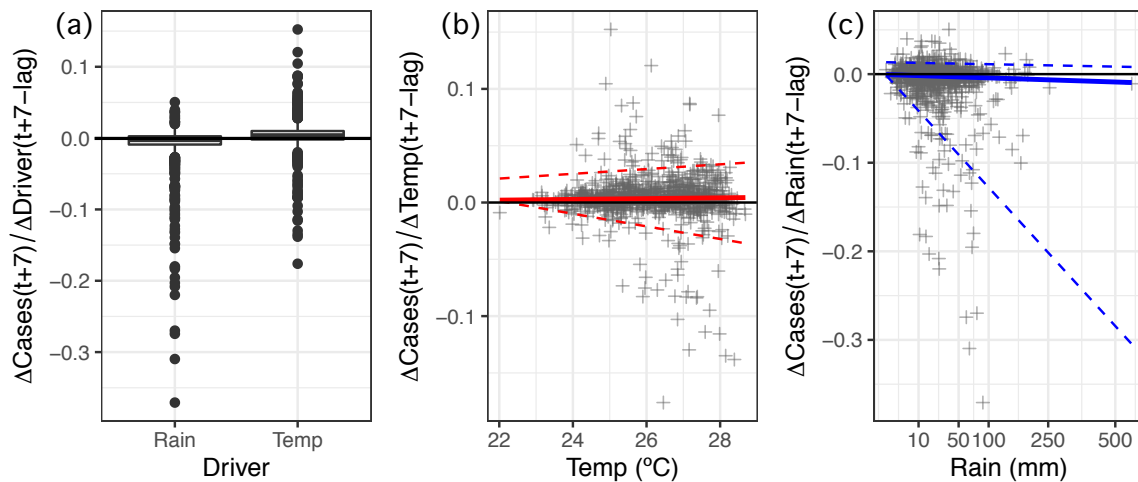 (a)
ΔCases(t+7)/ΔDriver(t+7−lag)
0.1
0.0
−0.1
−0.2
−0.3
Rain
Temp
Driver
(b)
ΔCases(t+7)/ΔTemp(t+7−lag)
0.1
0.0
−0.1
22
24
26
28
Temp (ºC)
(c)
ΔCases(t+7)/ΔRain(t+7−lag)
0.0
−0.1
−0.2
−0.3
10
50
100
250
500
Rain (mm)